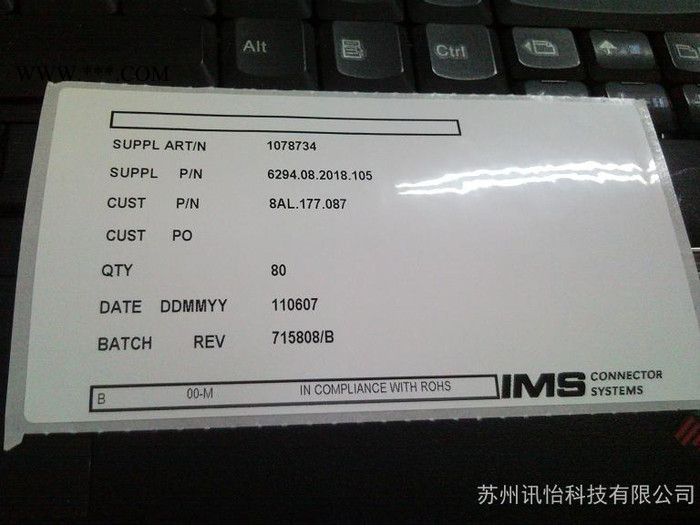 Alt
Ctrl
WWW.***.COM
SUPPL ART/N 1078734
SUPPL P/N 6294.08.2018.105
CUST P/N 8AL.177.087
CUST PO
QTY 80
DATE DDMMYY 110607
BATCH REV 715808/B
B 00-M IN COMPLIANCE WITH ROHS
IMS CONNECTOR
SYSTEMS
苏州讯怡科技有限公司